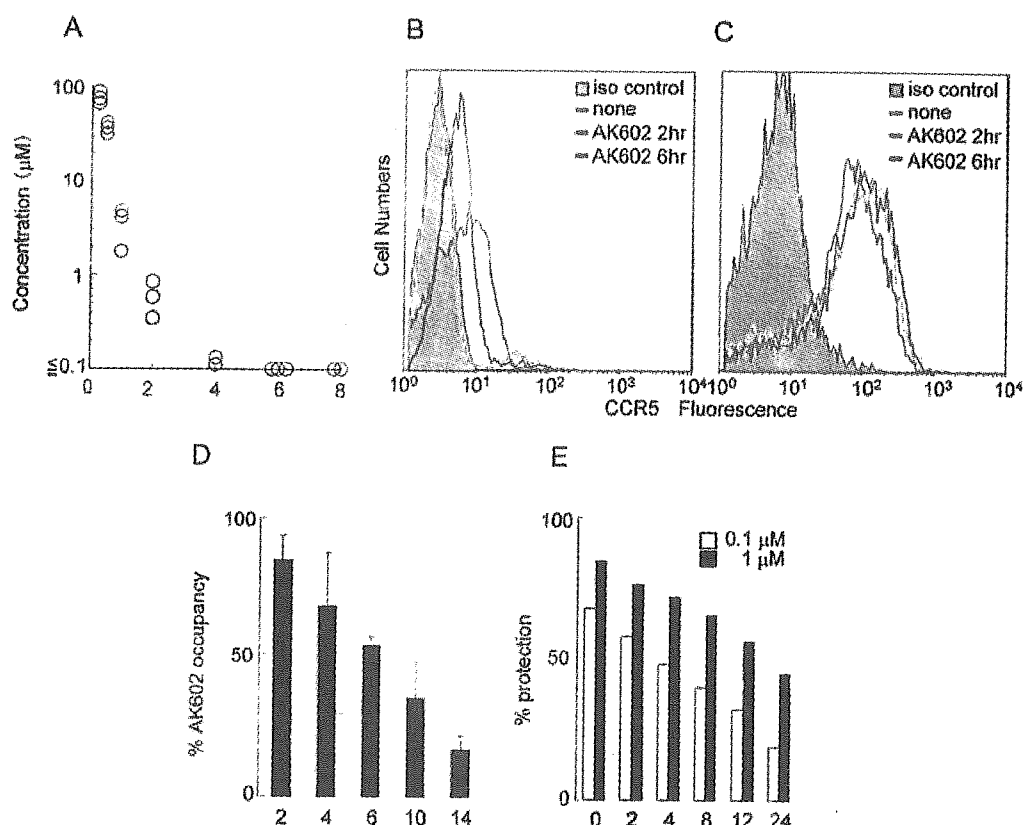 A
Concentration (μM)
100
10
1
≦0.1
0 2 4 6 8
B
Cell Numbers
iso control
none
AK602 2hr
AK602 6hr
10⁰ 10¹ 10² 10³ 10⁴
C
iso control
none
AK602 2hr
AK602 6hr
10⁰ 10¹ 10² 10³ 10⁴
CCR5 Fluorescence
D
% AK602 occupancy
100
50
0
2 4 6 10 14
E
% protection
100
50
0
0.1 μM
1 μM
0 2 4 8 12 24